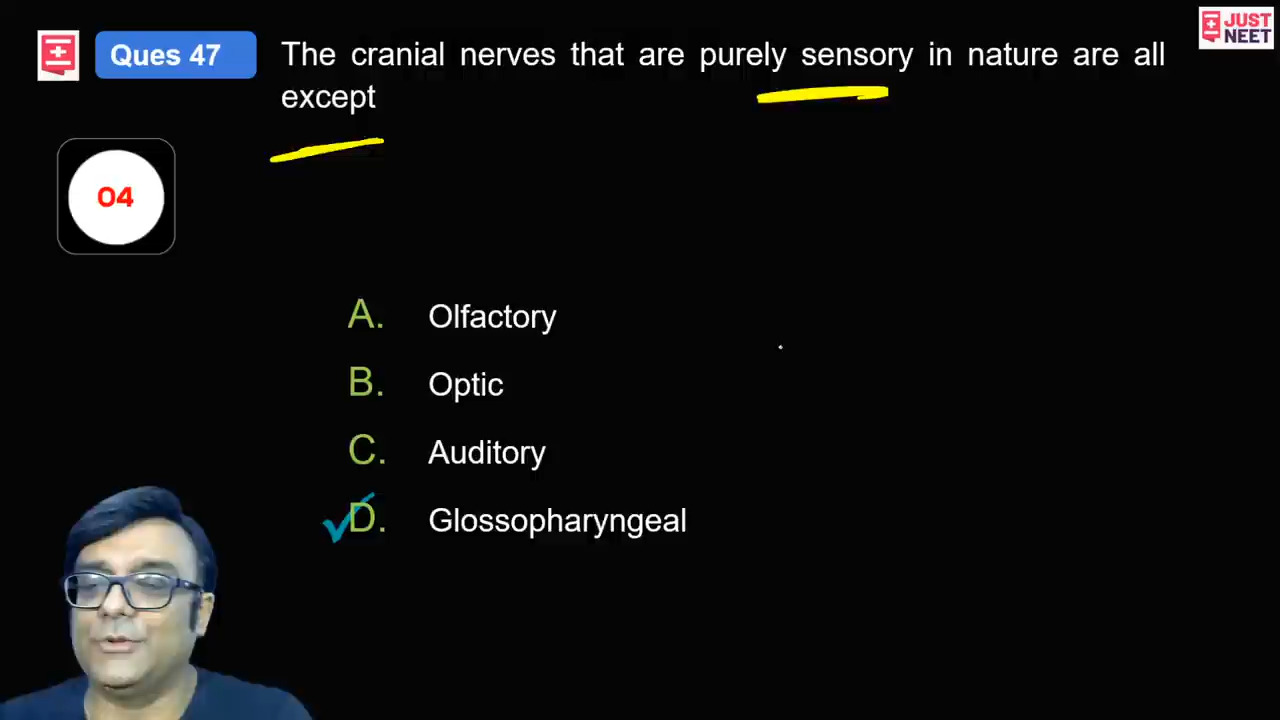 JUST
NEET
Ques 47
The cranial nerves that are purely sensory in nature are all
except
04
A. Olfactory
B. Optic
C. Auditory
D. Glossopharyngeal